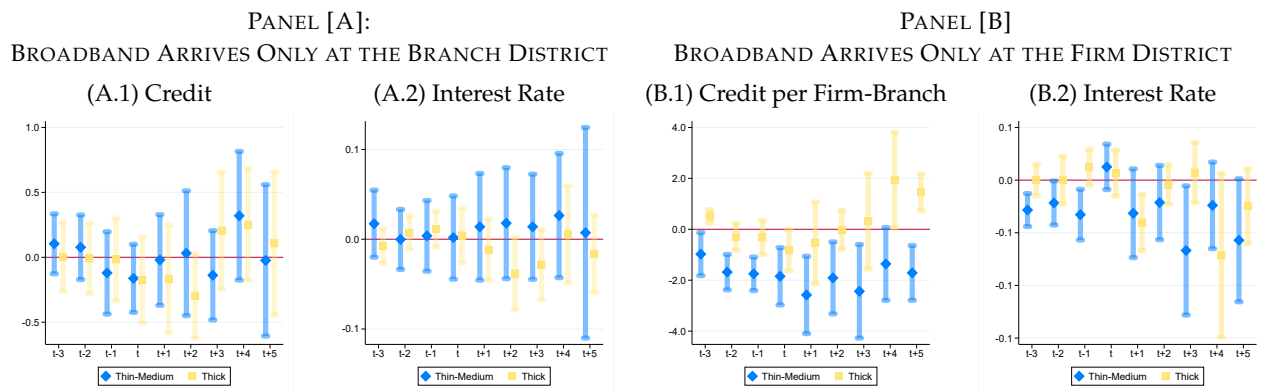 PANEL [A]:
BROADBAND ARRIVES ONLY AT THE BRANCH DISTRICT
(A.1) Credit
1.0
0.5
0.0
-0.5
t-3 t-2 t-1 t t+1 t+2 t+3 t+4 t+5
Thin-Medium Thick
(A.2) Interest Rate
0.1
0.0
-0.1
t-3 t-2 t-1 t t+1 t+2 t+3 t+4 t+5
Thin-Medium Thick
PANEL [B]
BROADBAND ARRIVES ONLY AT THE FIRM DISTRICT
(B.1) Credit per Firm-Branch
4.0
2.0
0.0
-2.0
-4.0
t-3 t-2 t-1 t t+1 t+2 t+3 t+4 t+5
Thin-Medium Thick
(B.2) Interest Rate
0.1
0.0
-0.1
-0.1
t-3 t-2 t-1 t t+1 t+2 t+3 t+4 t+5
Thin-Medium Thick